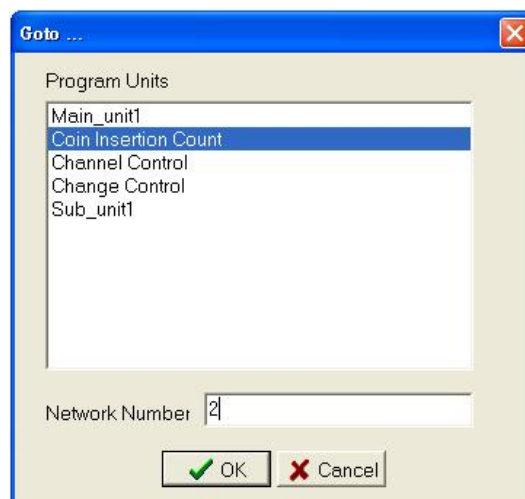 Goto ...
Program Units
Main_unit1
Coin Insertion Count
Channel Control
Change Control
Sub_unit1
Network Number 2
OK Cancel